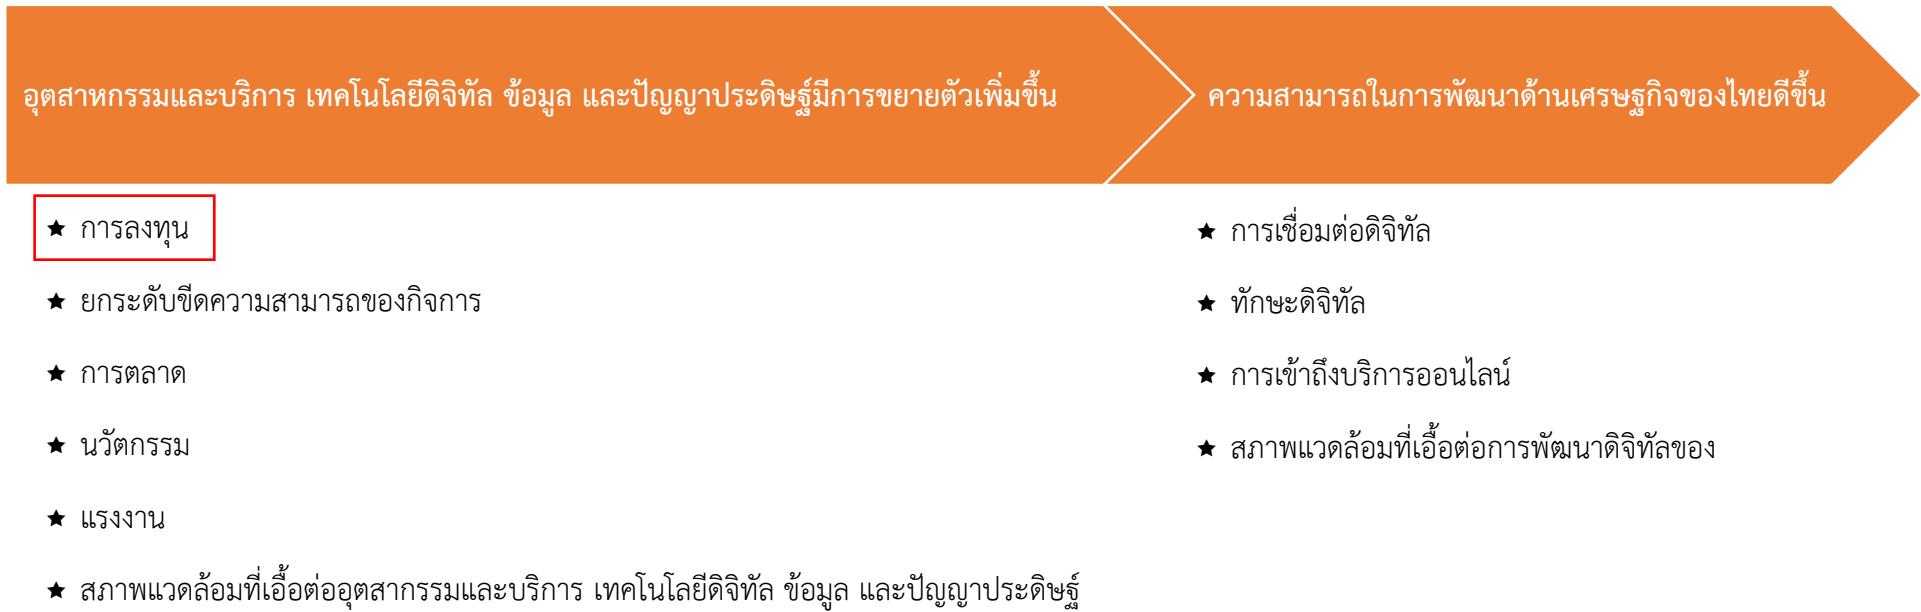 อุตสาหกรรมและบริการ เทคโนโลยีดิจิทัล ข้อมูล และปัญญาประดิษฐ์มีการขยายตัวเพิ่มขึ้น
ความสามารถในการพัฒนาด้านเศรษฐกิจของไทยดีขึ้น
★ การลงทุน
★ ยกระดับขีดความสามารถของกิจการ
★ การตลาด
★ นวัตกรรม
★ แรงงาน
★ สภาพแวดล้อมที่เอื้อต่ออุตสากรรมและบริการ เทคโนโลยีดิจิทัล ข้อมูล และปัญญาประดิษฐ์
★ การเชื่อมต่อดิจิทัล
★ ทักษะดิจิทัล
★ การเข้าถึงบริการออนไลน์
★ สภาพแวดล้อมที่เอื้อต่อการพัฒนาดิจิทัลของ